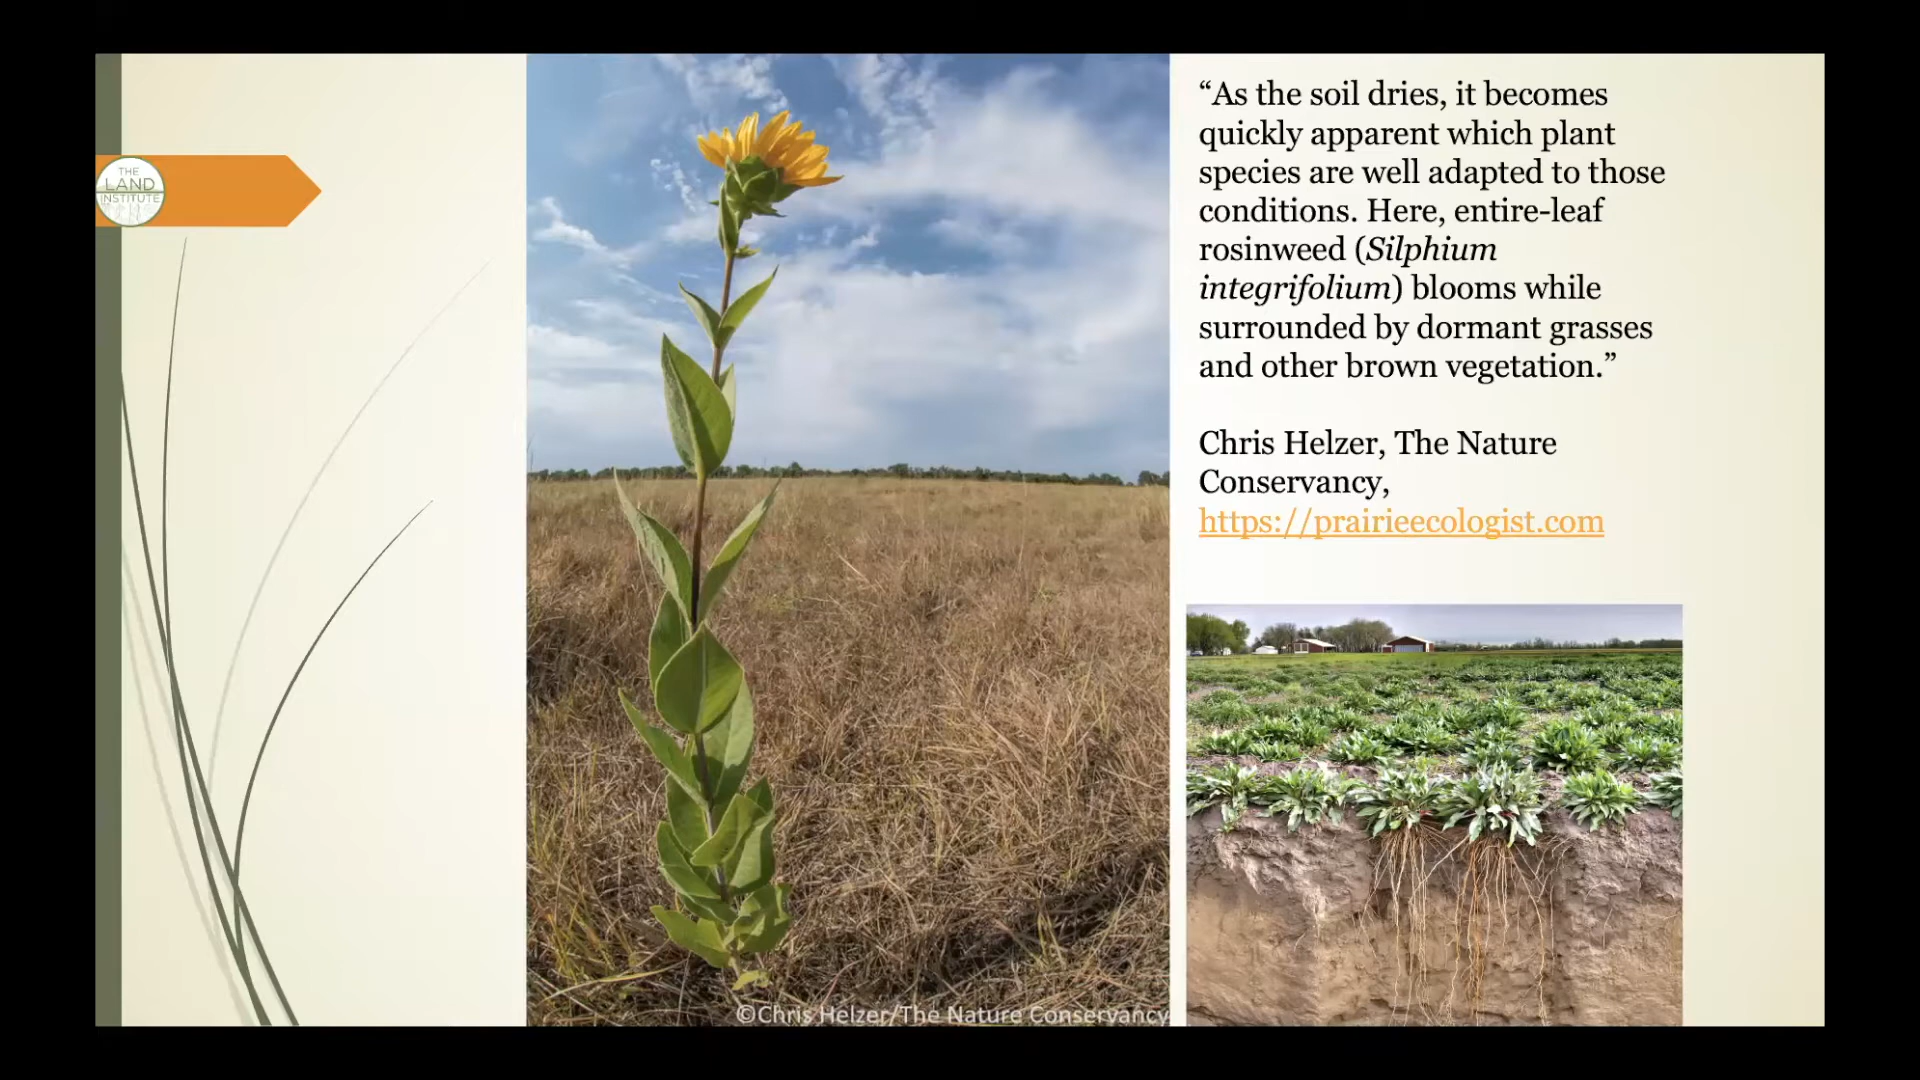 THE
LAND
INSTITUTE
“As the soil dries, it becomes
quickly apparent which plant
species are well adapted to those
conditions. Here, entire-leaf
rosinweed (Silphium
integrifolium) blooms while
surrounded by dormant grasses
and other brown vegetation.”
Chris Helzer, The Nature
Conservancy,
https://prairieecologist.com
©Chris Helzer/The Nature Conservancy